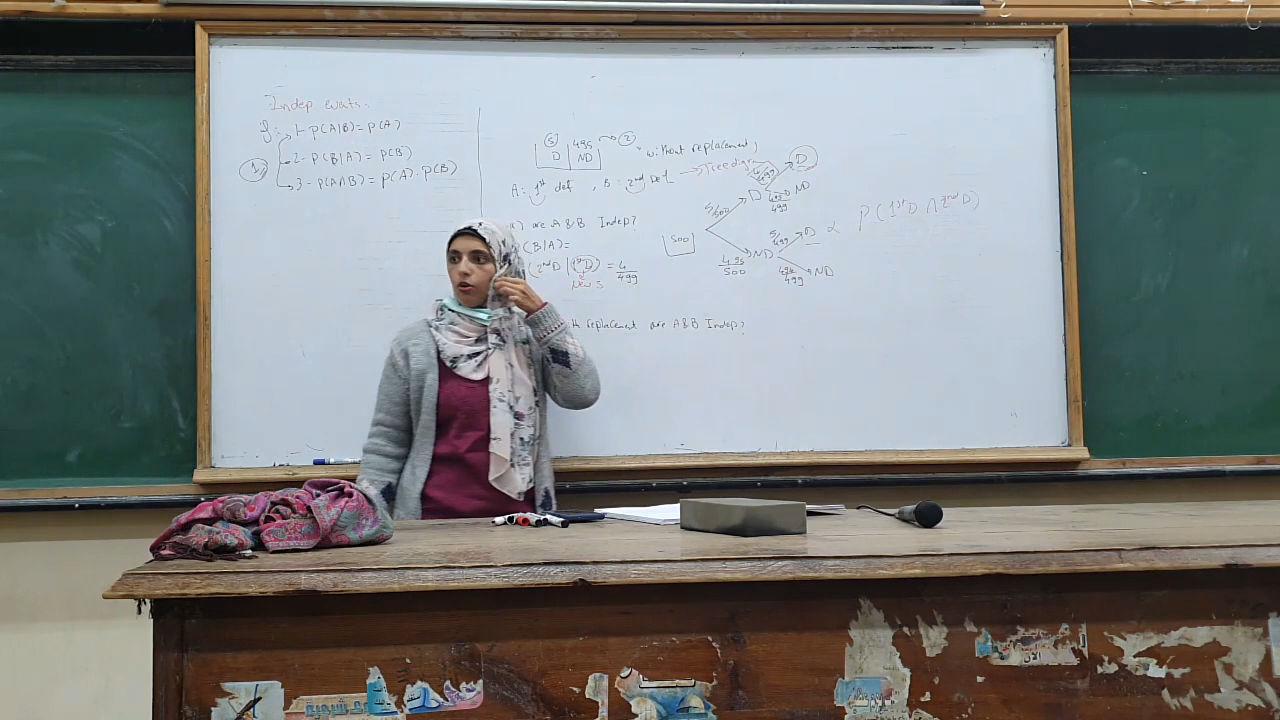 Indep events.
1- P(A|B) = P(A)
1,
2- P(B|A) = P(B)
3- P(A∩B) = P(A) . P(B)
5 495 → 2
D ND
without replacement,
A = 1st def , B = 2nd Def → Tree diagram
are A & B Indep?
P(B|A) =
(2nd D | 1st D) = 4/499
replacement are A&B Indep?
500
5/500 D
4/499 D
495/499 ND
495/500 ND
5/499 D
494/499 ND
P(1st D ∩ 2nd D)